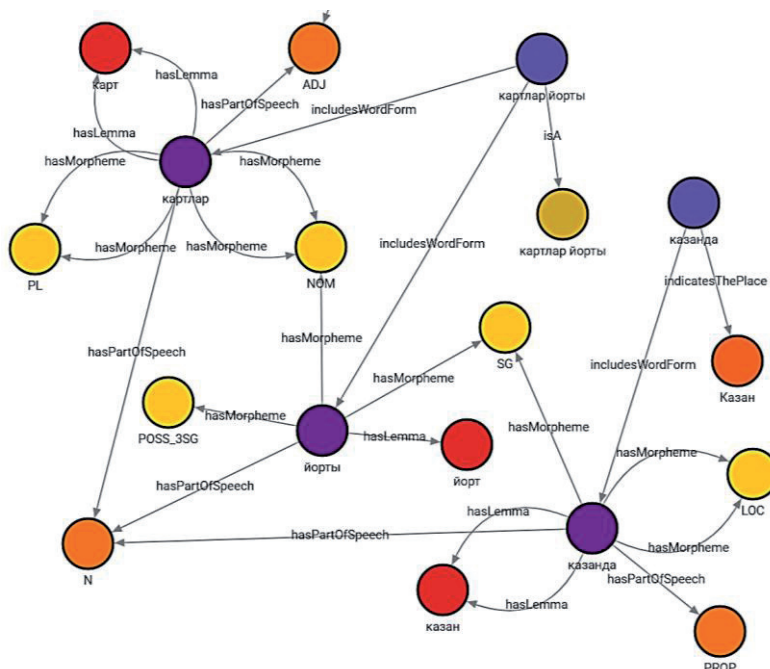 карт
ADJ
hasLemma
hasPartOfSpeech
hasLemma
includesWordForm
картлар йорты
isA
hasMorpheme
hasMorpheme
картлар
hasMorpheme
hasMorpheme
PL
NOM
includesWordForm
картлар йорты
казанда
indicatesThePlace
hasMorpheme
SG
hasPartOfSpeech
hasMorpheme
includesWordForm
Казан
hasMorpheme
POSS_3SG
йорты
hasLemma
йорт
hasMorpheme
hasMorpheme
LOC
hasPartOfSpeech
hasLemma
hasPartOfSpeech
hasMorpheme
N
казанда
hasPartOfSpeech
казан
hasLemma
PROP